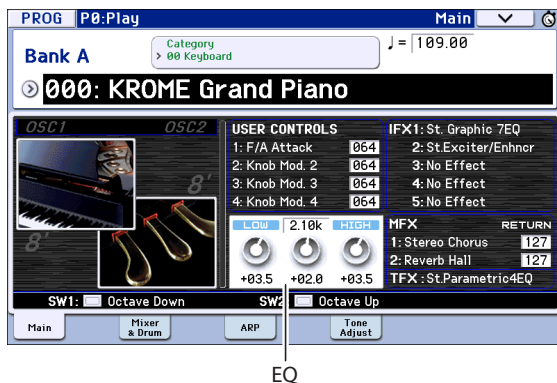 PROG P0:Play Main
Bank A
Category
00 Keyboard
♩= 109.00
000: KROME Grand Piano
OSC1 OSC2
8'
8'
USER CONTROLS
1: F/A Attack 064
2: Knob Mod. 2 064
3: Knob Mod. 3 064
4: Knob Mod. 4 064
LOW 2.10k HIGH
+03.5 +02.0 +03.5
IFX1: St. Graphic 7EQ
2: St.Exciter/Enhncr
3: No Effect
4: No Effect
5: No Effect
MFX RETURN
1: Stereo Chorus 127
2: Reverb Hall 127
TFX : St.Parametric4EQ
SW1: Octave Down SW2: Octave Up
Main Mixer & Drum ARP Tone Adjust
EQ